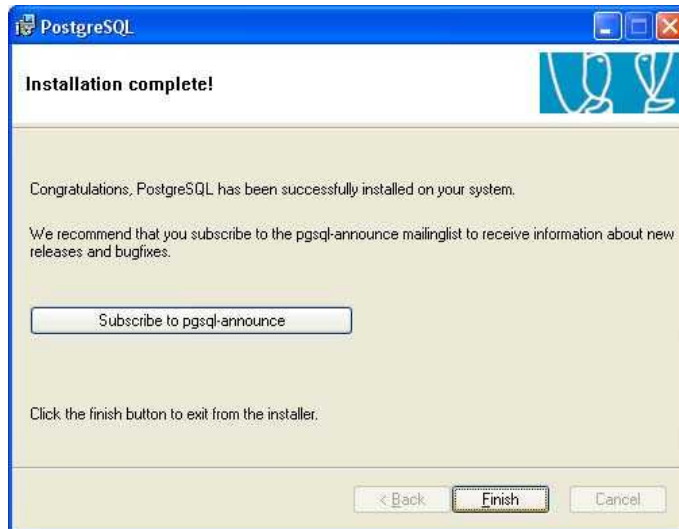 PostgreSQL
Installation complete!
Congratulations, PostgreSQL has been successfully installed on your system.
We recommend that you subscribe to the pgsql-announce mailinglist to receive information about new
releases and bugfixes.
Subscribe to pgsql-announce
Click the finish button to exit from the installer.
< Back Finish Cancel